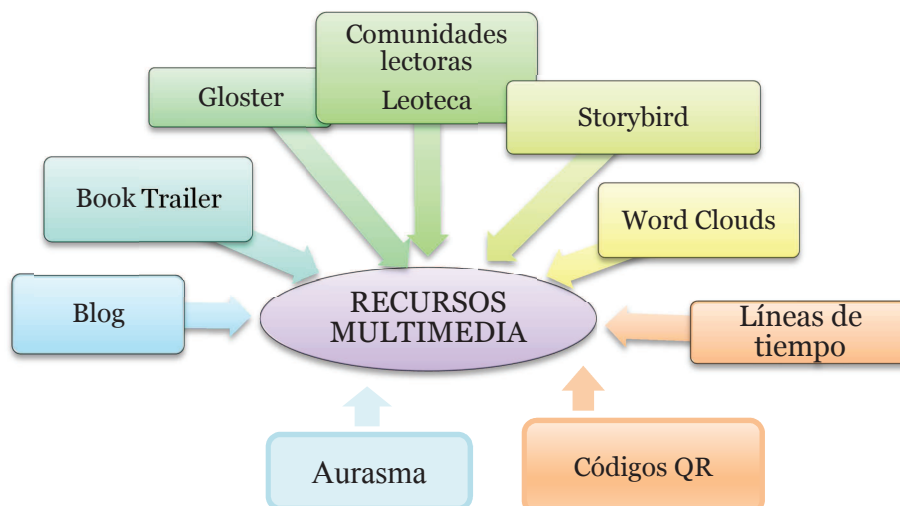 Comunidades
lectoras
Leoteca
Gloster
Storybird
Book Trailer
Word Clouds
Blog
RECURSOS
MULTIMEDIA
Líneas de
tiempo
Aurasma
Códigos QR